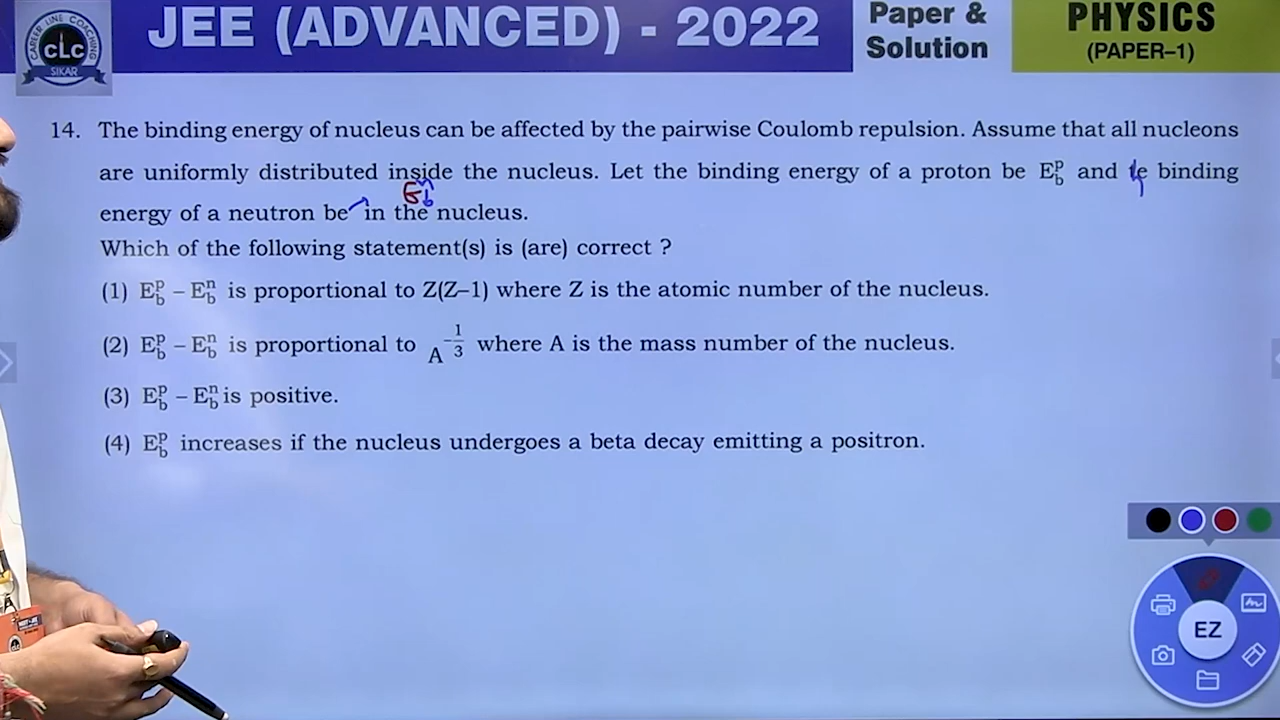 CAREER LINE COACHING
CLC
SIKAR
JEE (ADVANCED) - 2022
Paper &
Solution
PHYSICS
(PAPER–1)
14. The binding energy of nucleus can be affected by the pairwise Coulomb repulsion. Assume that all nucleons
are uniformly distributed inside the nucleus. Let the binding energy of a proton be E_b^p and binding
E_b^n
energy of a neutron be in the nucleus.
Which of the following statement(s) is (are) correct ?
(1) E_b^p – E_b^n is proportional to Z(Z–1) where Z is the atomic number of the nucleus.
(2) E_b^p – E_b^n is proportional to A^{-1/3} where A is the mass number of the nucleus.
(3) E_b^p – E_b^n is positive.
(4) E_b^p increases if the nucleus undergoes a beta decay emitting a positron.
EZ